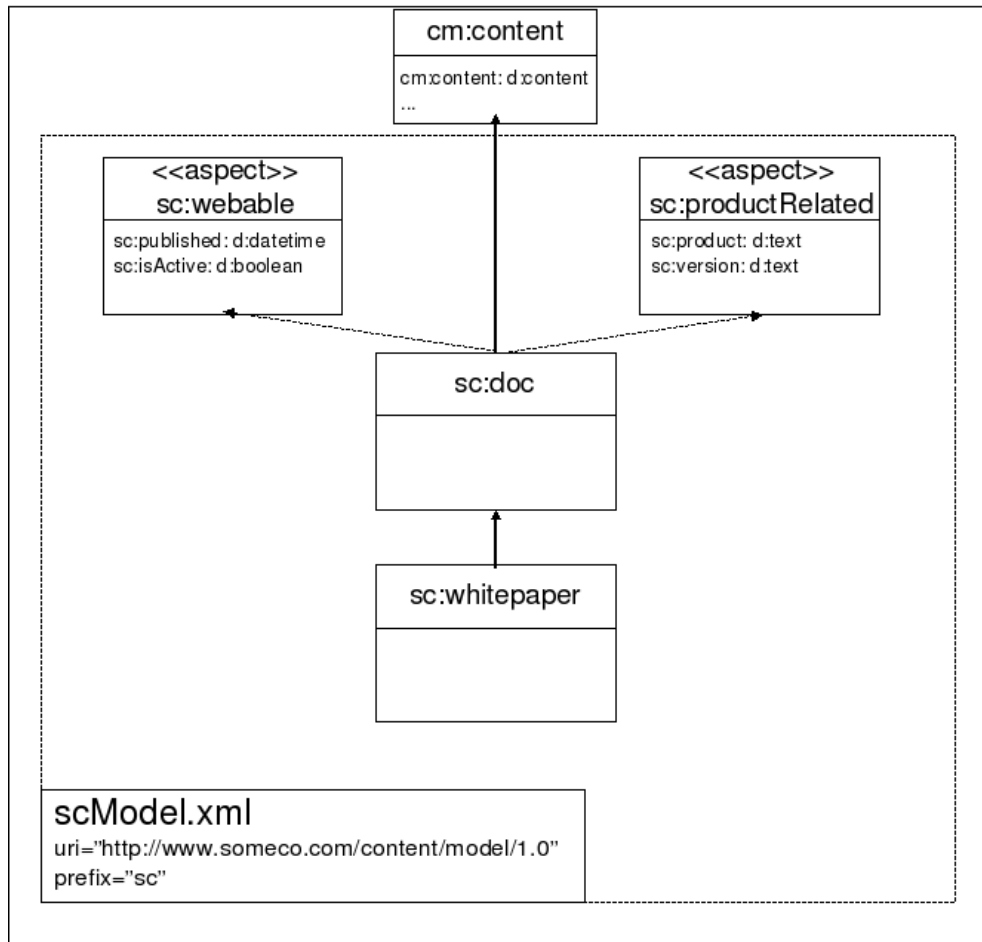 cm:content
cm:content: d:content
...
<<aspect>>
sc:webable
sc:published: d:datetime
sc:isActive: d:boolean
<<aspect>>
sc:productRelated
sc:product: d:text
sc:version: d:text
sc:doc
sc:whitepaper
scModel.xml
uri=”http://www.someco.com/content/model/1.0”
prefix=”sc”